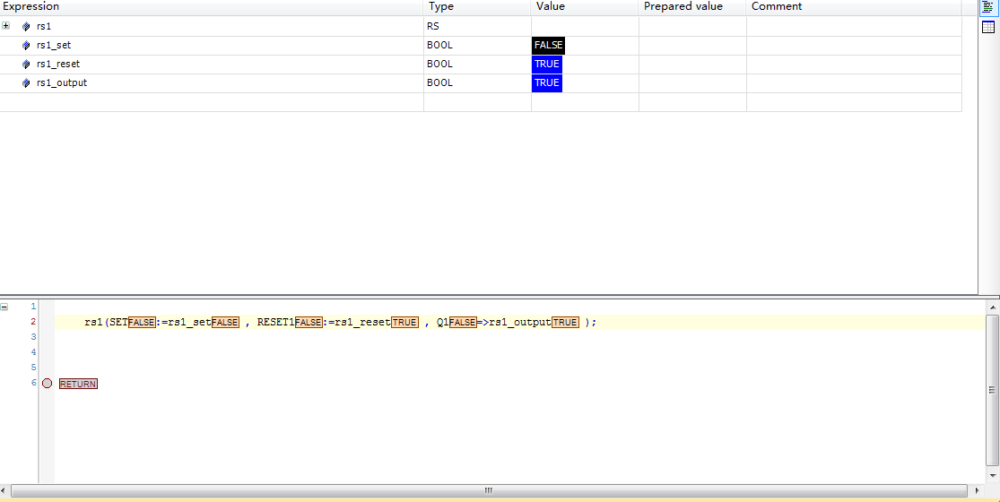 Expression Type Value Prepared value Comment
rs1 RS
rs1_set BOOL FALSE
rs1_reset BOOL TRUE
rs1_output BOOL TRUE
1
2 rs1(SETFALSE:=rs1_setFALSE , RESET1FALSE:=rs1_resetTRUE , Q1FALSE=>rs1_outputTRUE );
3
4
5
6 RETURN